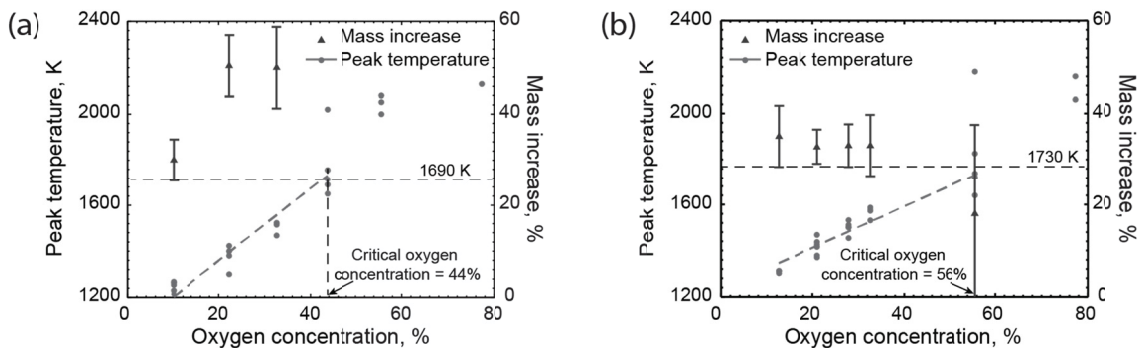 (a)
2400
2000
1600
1200
Peak temperature, K
Mass increase
Peak temperature
1690 K
Critical oxygen
concentration = 44%
60
40
20
0
Mass increase, %
0 20 40 60 80
Oxygen concentration, %
(b)
2400
2000
1600
1200
Peak temperature, K
Mass increase
Peak temperature
1730 K
Critical oxygen
concentration = 56%
60
40
20
0
Mass increase, %
0 20 40 60 80
Oxygen concentration, %